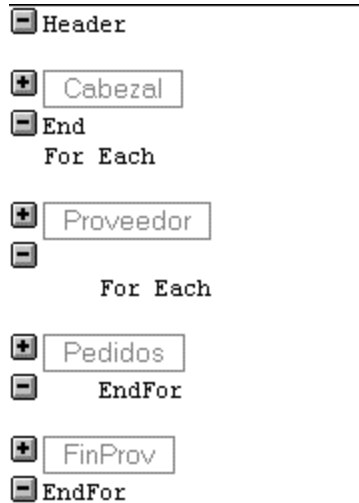 Header
Cabezal
End
For Each
Proveedor
For Each
Pedidos
EndFor
FinProv
EndFor